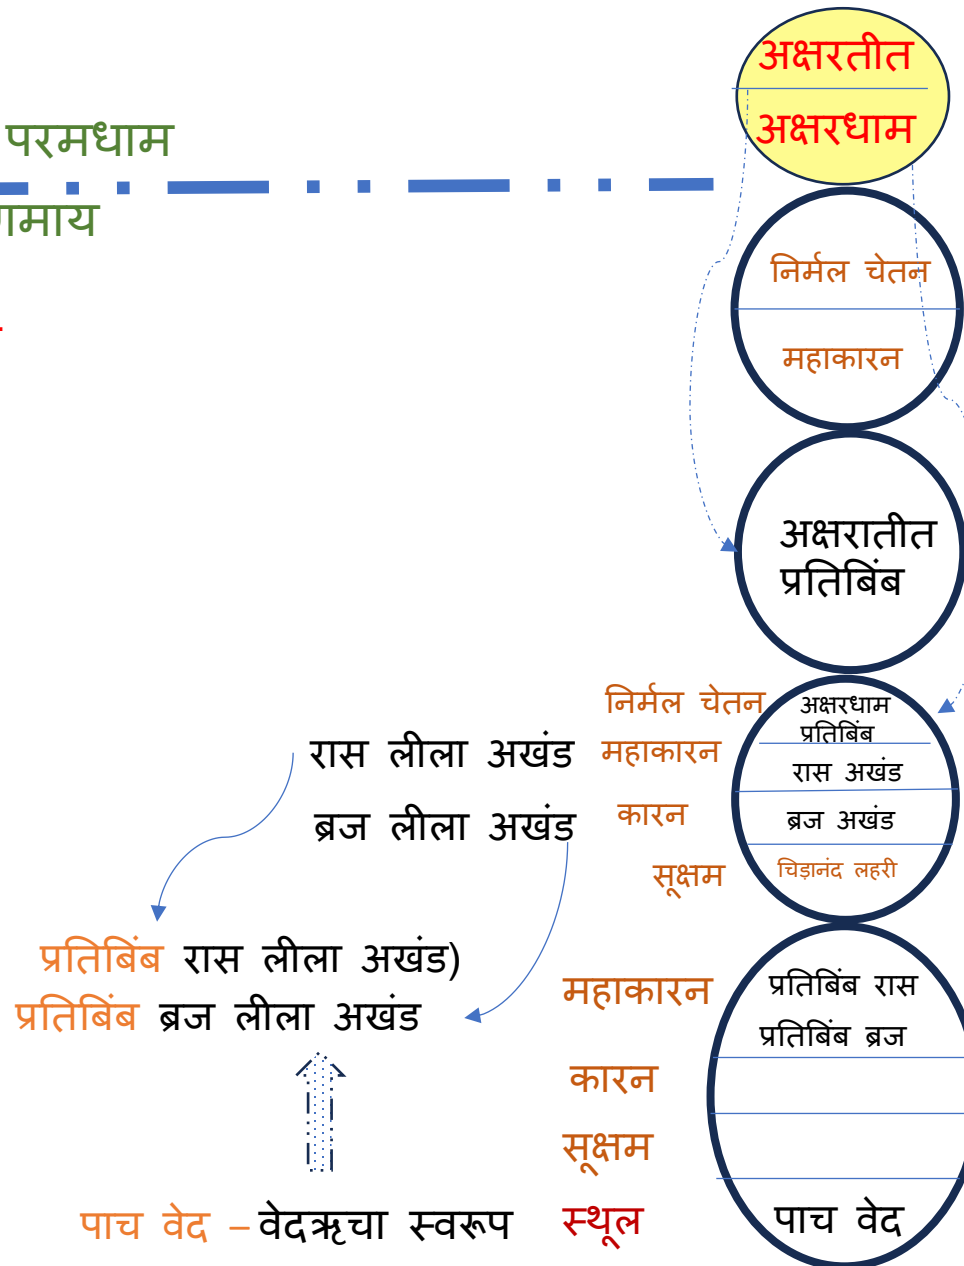 अक्षरतीत
अक्षरधाम
परमधाम
गमाय
निर्मल चेतन
महाकारन
अक्षरातीत
प्रतिबिंब
निर्मल चेतन
अक्षरधाम
प्रतिबिंब
रास लीला अखंड महाकारन
रास अखंड
ब्रज लीला अखंड कारन
ब्रज अखंड
सूक्षम
चिड़ानंद लहरी
प्रतिबिंब रास लीला अखंड)
प्रतिबिंब ब्रज लीला अखंड
महाकारन
प्रतिबिंब रास
प्रतिबिंब ब्रज
कारन
सूक्षम
पाच वेद – वेदऋचा स्वरूप स्थूल पाच वेद